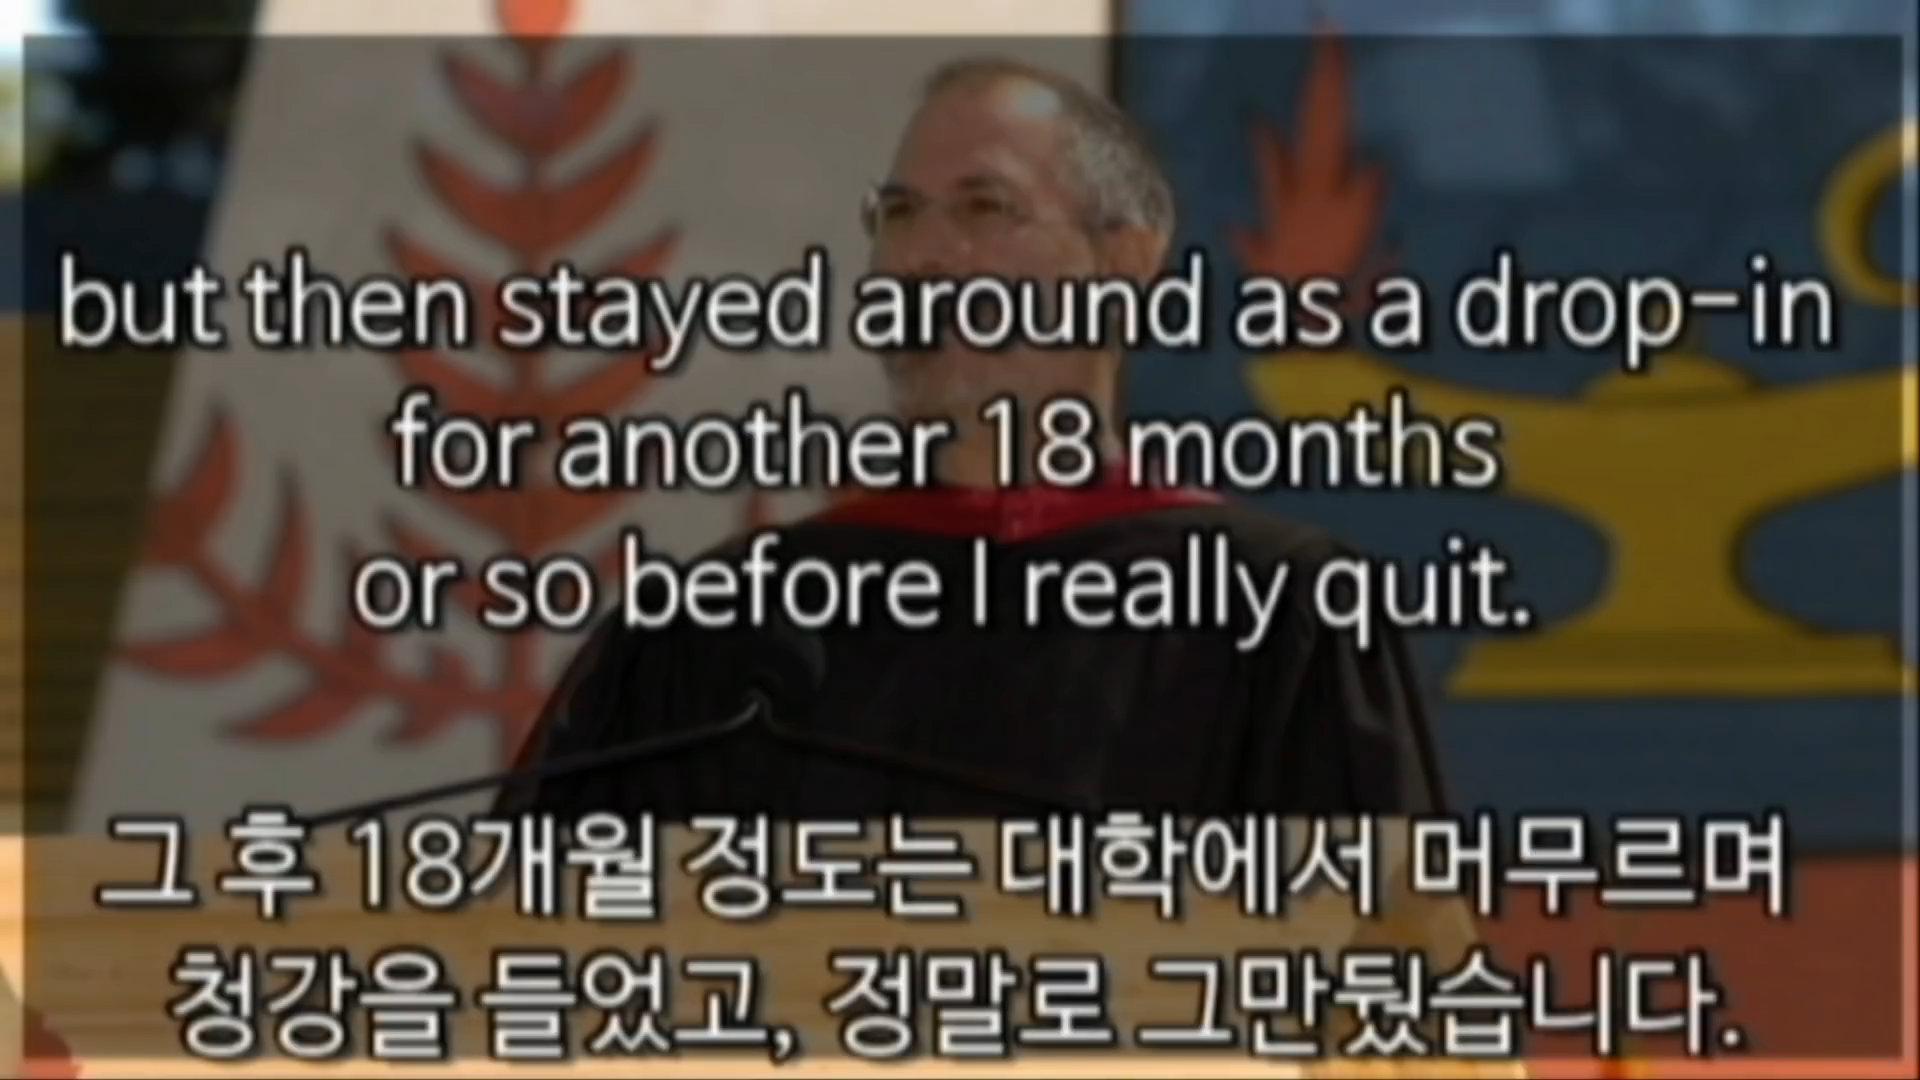 but then stayed around as a drop-in
for another 18 months
or so before I really quit.
그 후 18개월 정도는 대학에서 머무르며
청강을 들었고, 정말로 그만뒀습니다.